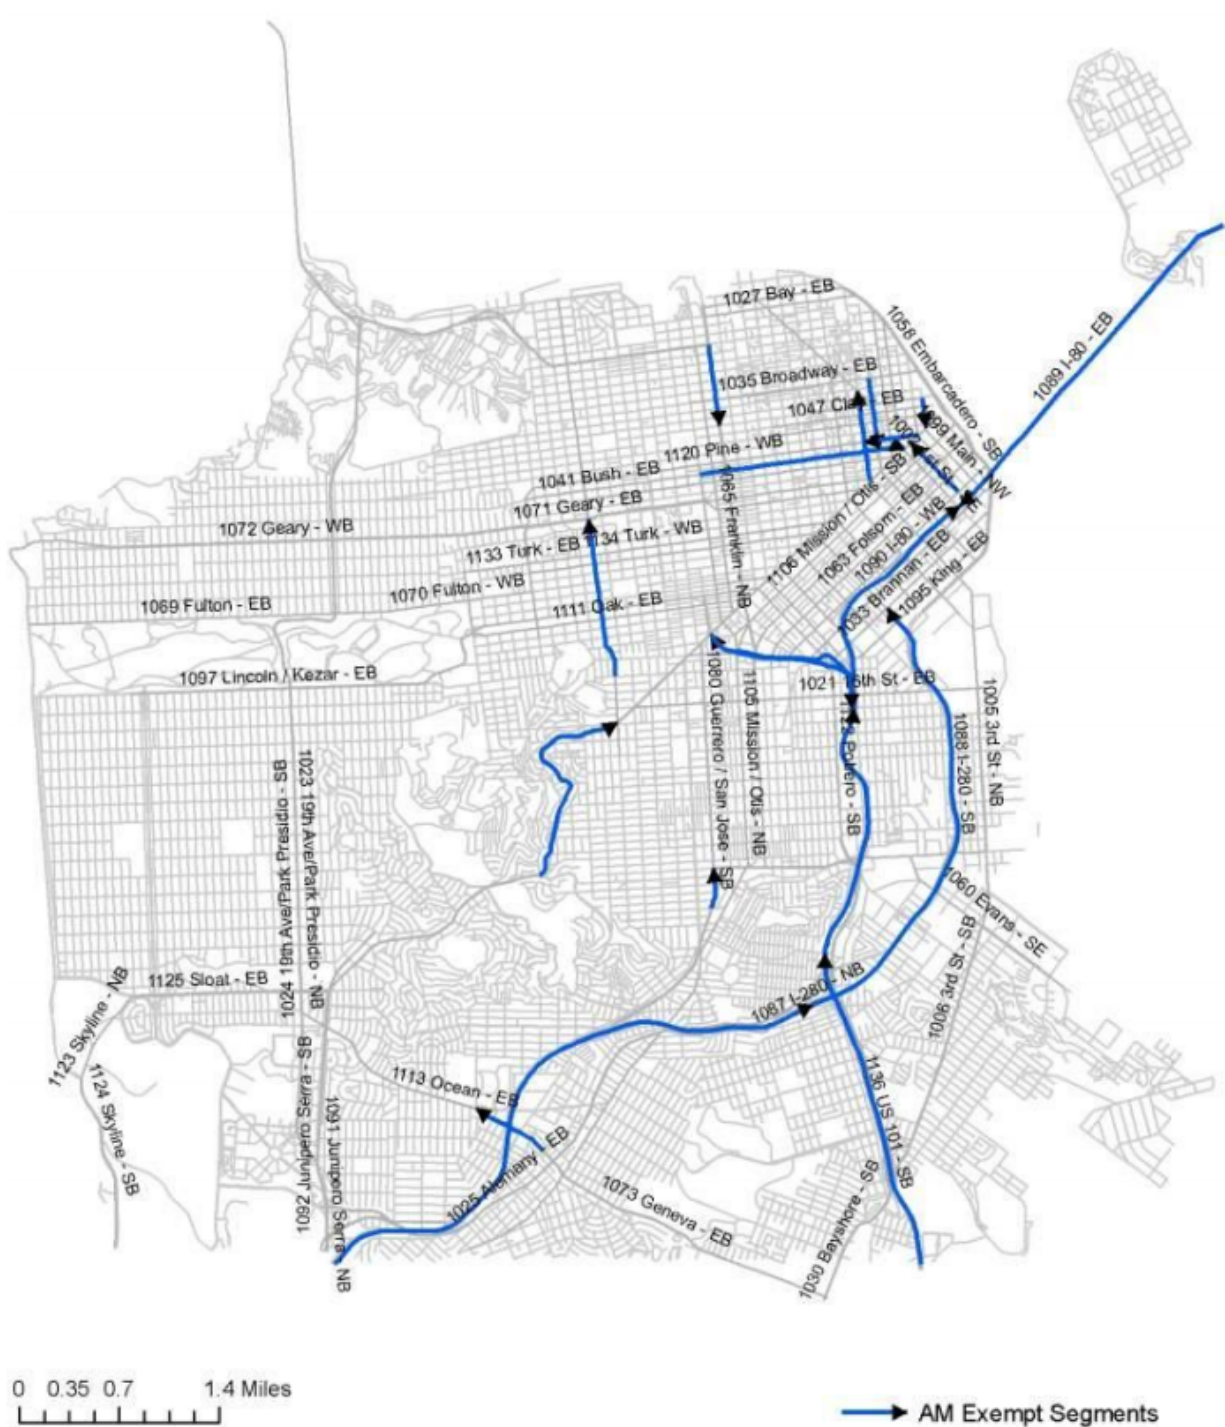 1027 Bay - EB
1058 Embarcadero - SB
1089 I-80 - EB
1035 Broadway - EB
1047 Clay - EB
1099 Main - NW
1120 Pine - WB
1041 Bush - EB
1065 Franklin - NB
1071 Geary - EB
1072 Geary - WB
1106 Mission / Otis - SB
1063 Folsom - EB
1090 I-80 - WB
1033 Brannan - EB
1095 King - EB
1133 Turk - EB
1134 Turk - WB
1070 Fulton - WB
1069 Fulton - EB
1111 Oak - EB
1097 Lincoln / Kezar - EB
1021 16th St - EB
1080 Guerrero / San Jose - SB
1105 Mission / Otis - NB
1122 Potrero - SB
1088 I-280 - SB
1005 3rd St - NB
1024 19th Ave/Park Presidio - SB
1023 19th Ave/Park Presidio - NB
1060 Evans - SE
1006 3rd St - SB
1125 Sloat - EB
1087 I-280 - NB
1123 Skyline - NB
1124 Skyline - SB
1113 Ocean - EB
1092 Junipero Serra - SB
1091 Junipero Serra - NB
1025 Alemany - EB
1073 Geneva - EB
1136 US 101 - SB
1030 Bayshore - SB
0 0.35 0.7 1.4 Miles
AM Exempt Segments